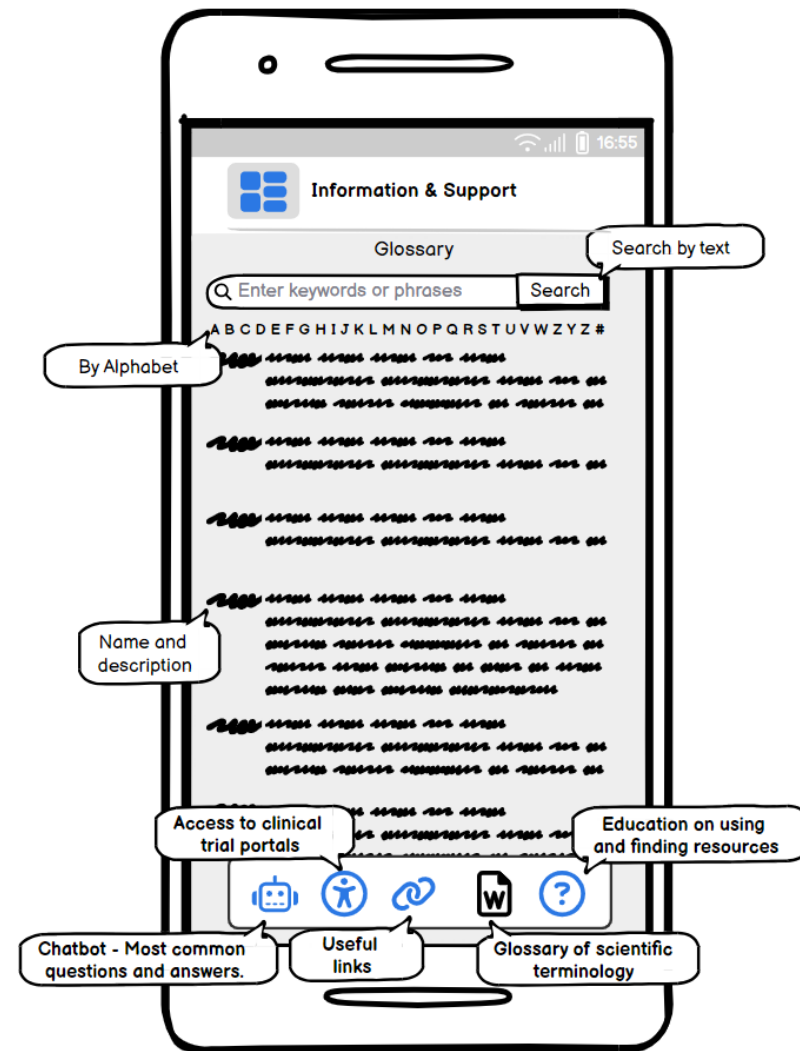 16:55
Information & Support
Glossary
Search by text
Enter keywords or phrases
Search
A B C D E F G H I J K L M N O P Q R S T U V W Z Y Z #
By Alphabet
Name and
description
Access to clinical
trial portals
Education on using
and finding resources
W
?
Chatbot - Most common
questions and answers.
Useful
links
Glossary of scientific
terminology